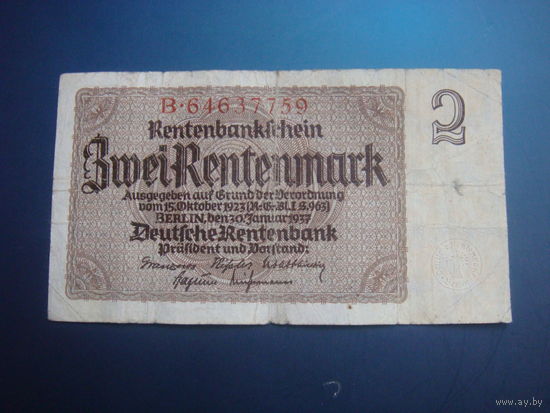 B·64637759
Rentenbankschein
2
Zwei Rentenmark
Ausgegeben auf Grund der Verordnung
vom 15. Oktober 1923 (R.-G.-Bl. I S. 963)
BERLIN, den 30. Januar 1937
Deutsche Rentenbank
Präsident und Vorstand:
www.ay.by